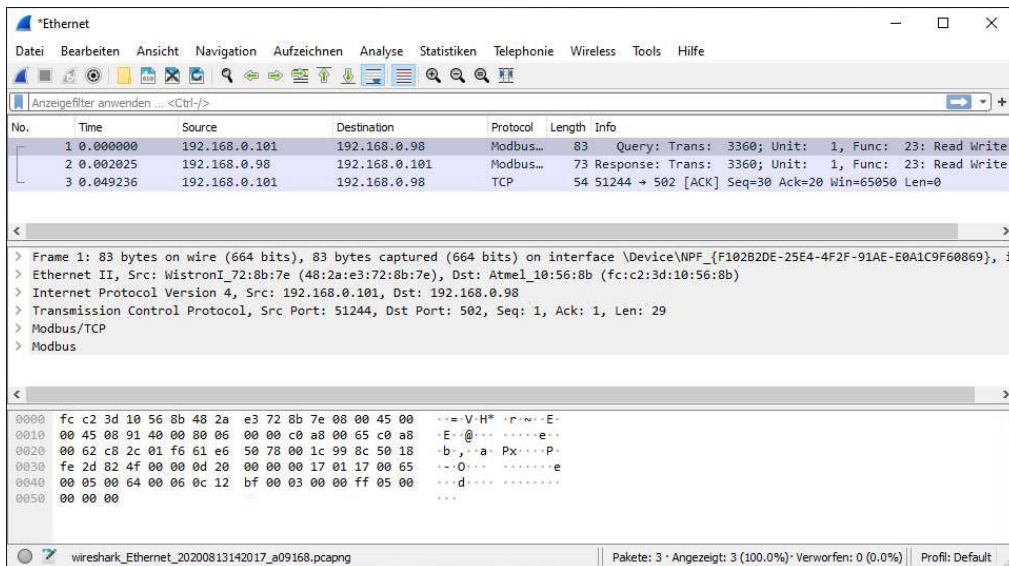 *Ethernet
Datei Bearbeiten Ansicht Navigation Aufzeichnen Analyse Statistiken Telephonie Wireless Tools Hilfe
Anzeigefilter anwenden ... <Ctrl-/>
No. Time Source Destination Protocol Length Info
1 0.000000 192.168.0.101 192.168.0.98 Modbus… 83 Query: Trans: 3360; Unit: 1, Func: 23: Read Write
2 0.002025 192.168.0.98 192.168.0.101 Modbus… 73 Response: Trans: 3360; Unit: 1, Func: 23: Read Write
3 0.049236 192.168.0.101 192.168.0.98 TCP 54 51244 → 502 [ACK] Seq=30 Ack=20 Win=65050 Len=0
> Frame 1: 83 bytes on wire (664 bits), 83 bytes captured (664 bits) on interface \Device\NPF_{F102B2DE-25E4-4F2F-91AE-E0A1C9F60869},
> Ethernet II, Src: WistronI_72:8b:7e (48:2a:e3:72:8b:7e), Dst: Atmel_10:56:8b (fc:c2:3d:10:56:8b)
> Internet Protocol Version 4, Src: 192.168.0.101, Dst: 192.168.0.98
> Transmission Control Protocol, Src Port: 51244, Dst Port: 502, Seq: 1, Ack: 1, Len: 29
> Modbus/TCP
> Modbus
0000 fc c2 3d 10 56 8b 48 2a e3 72 8b 7e 08 00 45 00 ··=·V·H* ·r·~··E·
0010 00 45 08 91 40 00 80 06 00 00 c0 a8 00 65 c0 a8 ·E··@··· ·····e··
0020 00 62 c8 2c 01 f6 61 e6 50 78 00 1c 99 8c 50 18 ·b·,··a· Px····P·
0030 fe 2d 82 4f 00 00 0d 20 00 00 00 17 01 17 00 65 ·-·O··· ·······e
0040 00 05 00 64 00 06 0c 12 bf 00 03 00 00 ff 05 00 ···d···· ········
0050 00 00 00 ···
wireshark_Ethernet_20200813142017_a09168.pcapng Pakete: 3 · Angezeigt: 3 (100.0%) · Verworfen: 0 (0.0%) Profil: Default